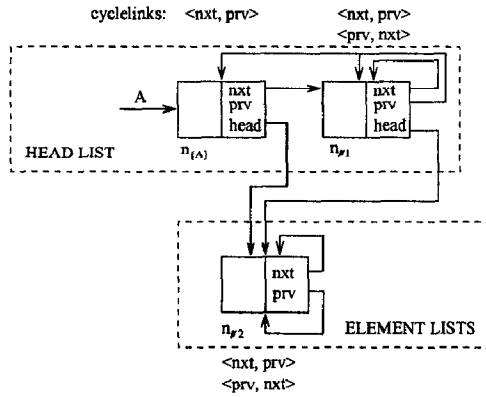 cyclelinks: <nxt, prv> <nxt, prv>
<prv, nxt>
A
nxt
prv
head
nxt
prv
head
HEAD LIST
n{A}
n#1
nxt
prv
n#2
ELEMENT LISTS
<nxt, prv>
<prv, nxt>